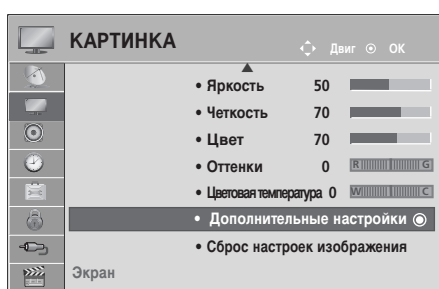 КАРТИНКА
Двиг ОК
• Яркость 50
• Четкость 70
• Цвет 70
• Оттенки 0 R G
• Цветовая температура 0 W C
• Дополнительные настройки
• Сброс настроек изображения
Экран